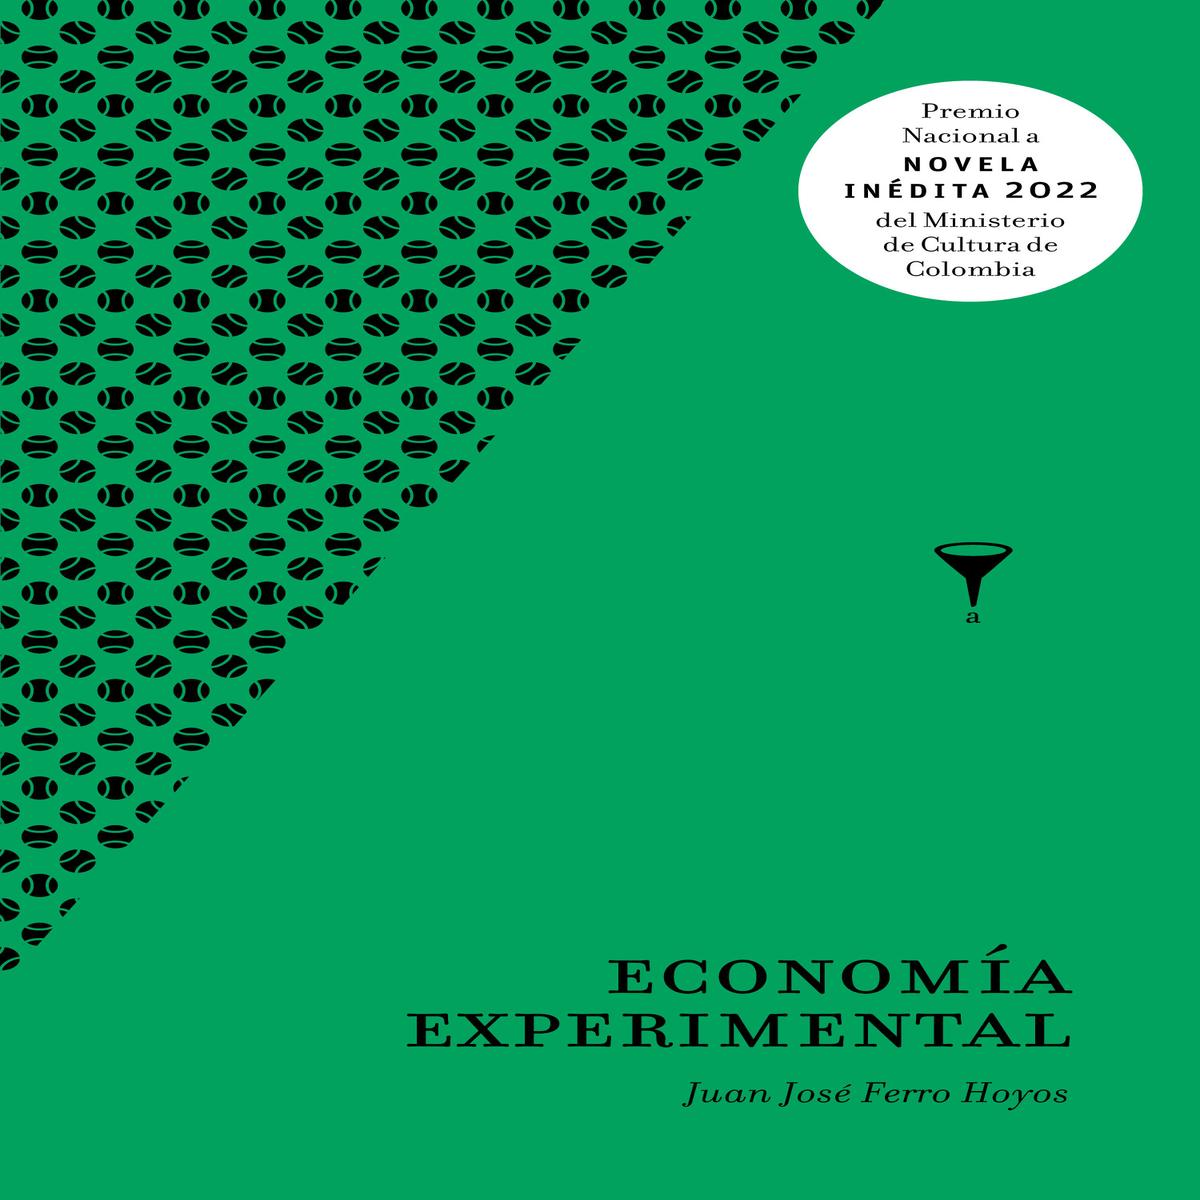 Premio
Nacional a
NOVELA
INÉDITA 2022
del Ministerio
de Cultura de
Colombia
a
ECONOMÍA
EXPERIMENTAL
Juan José Ferro Hoyos